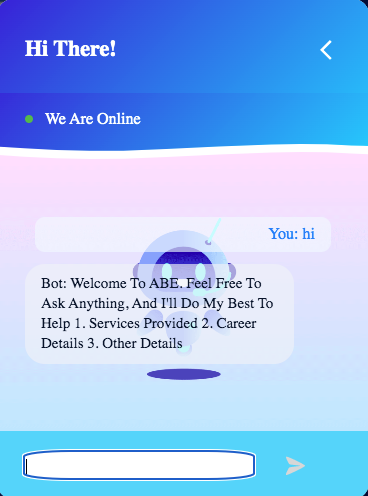 Hi There!
We Are Online
You: hi
Bot: Welcome To ABE. Feel Free To
Ask Anything, And I'll Do My Best To
Help 1. Services Provided 2. Career
Details 3. Other Details